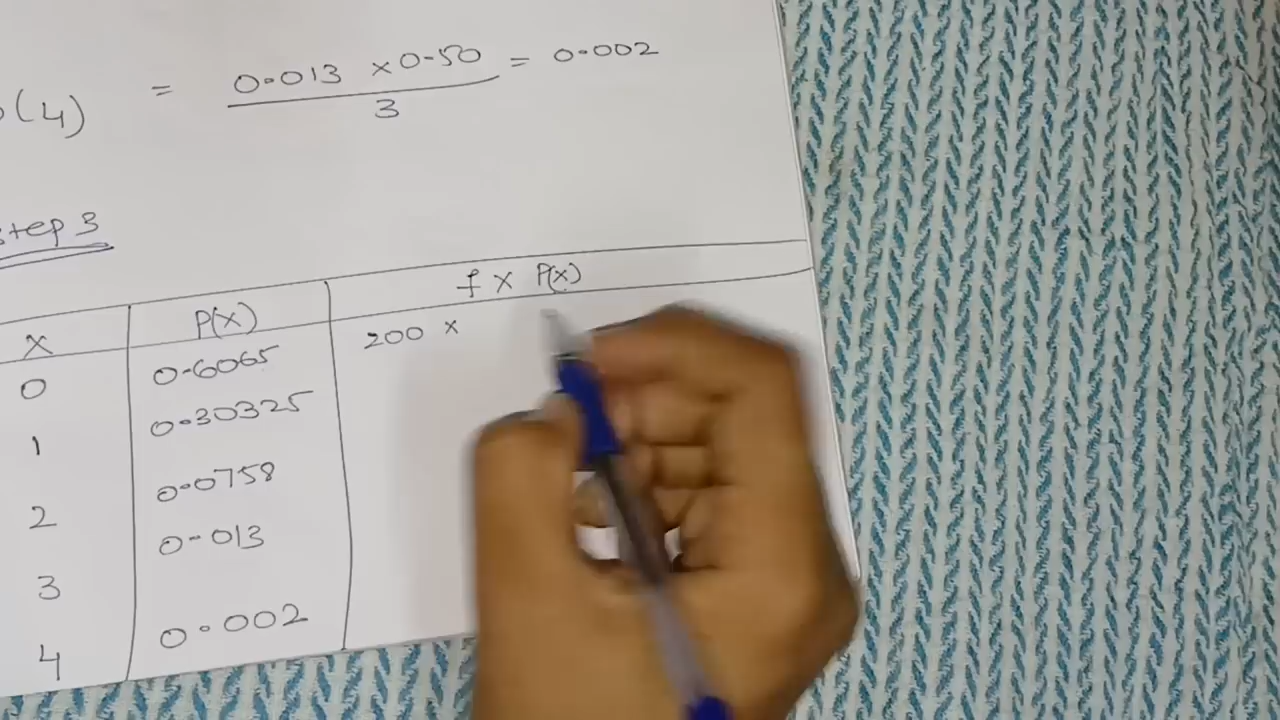 (4) = 0.013 x 0.50 = 0.002
3
step 3
x P(x) f x P(x)
0 0.6065 200 x
1 0.30325
2 0.0758
3 0.013
4 0.002